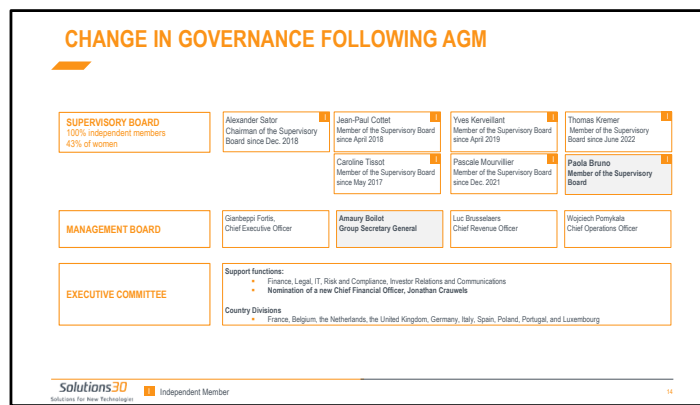 CHANGE IN GOVERNANCE FOLLOWING AGM
SUPERVISORY BOARD
100% independent members
43% of women
Alexander Sator
Chairman of the Supervisory
Board since Dec. 2018
I
Jean-Paul Cottet
Member of the Supervisory Board
since April 2018
I
Yves Kerveillant
Member of the Supervisory Board
since April 2019
I
Thomas Kremer
Member of the Supervisory
Board since June 2022
I
Caroline Tissot
Member of the Supervisory Board
since May 2017
I
Pascale Mourvillier
Member of the Supervisory Board
since Dec. 2021
I
Paola Bruno
Member of the Supervisory
Board
I
MANAGEMENT BOARD
Gianbeppi Fortis,
Chief Executive Officer
Amaury Boilot
Group Secretary General
Luc Brusselaers
Chief Revenue Officer
Wojciech Pomykała
Chief Operations Officer
EXECUTIVE COMMITTEE
Support functions:
Finance, Legal, IT, Risk and Compliance, Investor Relations and Communications
Nomination of a new Chief Financial Officer, Jonathan Crauwels
Country Divisions
France, Belgium, the Netherlands, the United Kingdom, Germany, Italy, Spain, Poland, Portugal, and Luxembourg
Solutions30
Solutions for New Technologies
I Independent Member
14